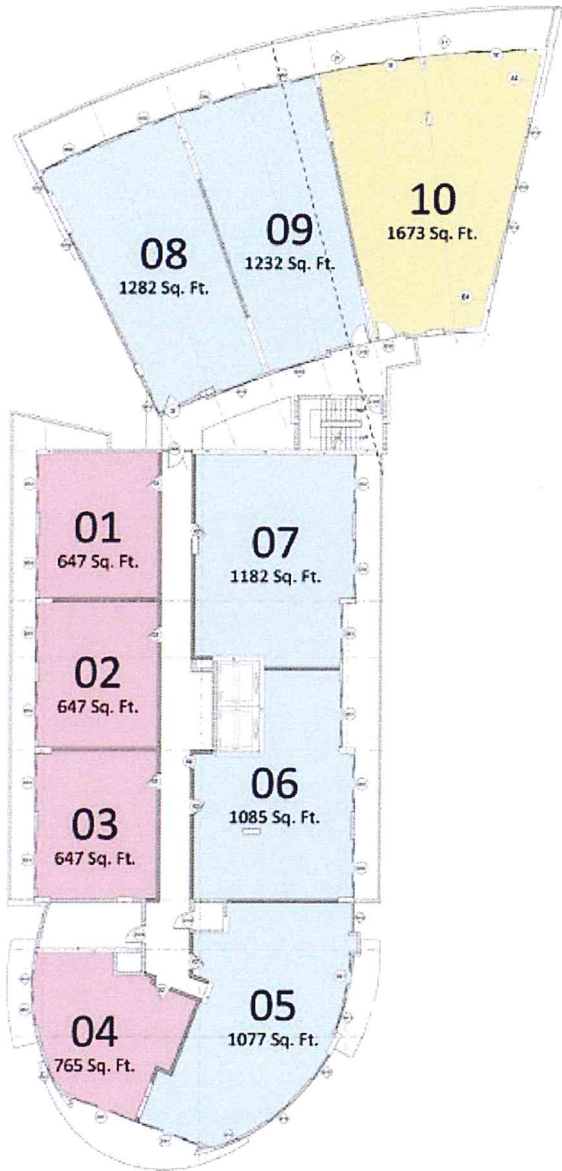 10
1673 Sq. Ft.
09
1232 Sq. Ft.
08
1282 Sq. Ft.
01
647 Sq. Ft.
07
1182 Sq. Ft.
02
647 Sq. Ft.
06
1085 Sq. Ft.
03
647 Sq. Ft.
05
1077 Sq. Ft.
04
765 Sq. Ft.